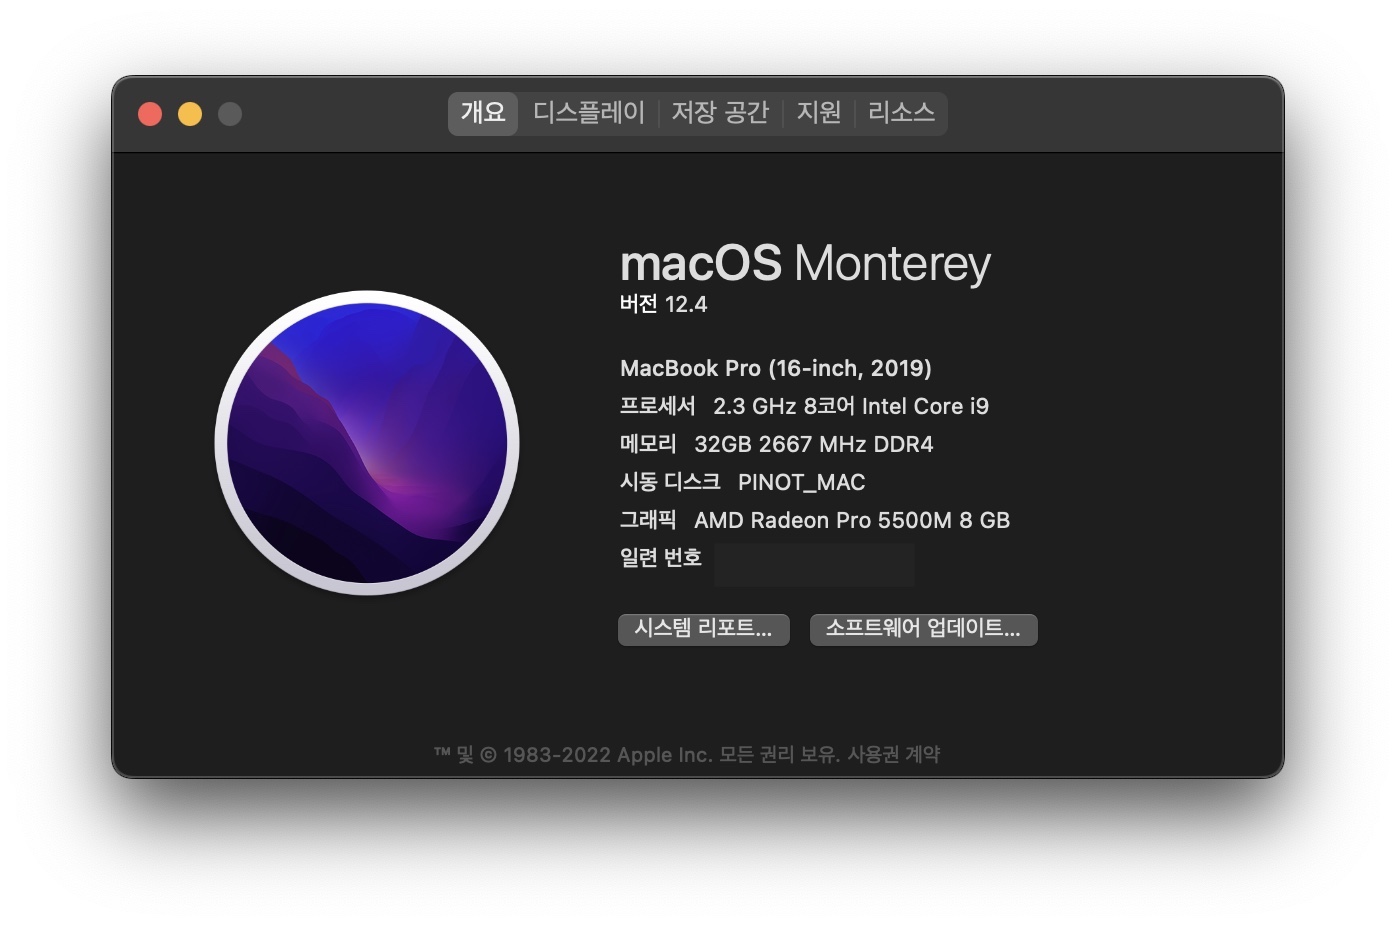 개요 디스플레이 저장 공간 지원 리소스
macOS Monterey
버전 12.4
MacBook Pro (16-inch, 2019)
프로세서 2.3 GHz 8코어 Intel Core i9
메모리 32GB 2667 MHz DDR4
시동 디스크 PINOT_MAC
그래픽 AMD Radeon Pro 5500M 8 GB
일련 번호
시스템 리포트... 소프트웨어 업데이트...
™ 및 © 1983-2022 Apple Inc. 모든 권리 보유. 사용권 계약